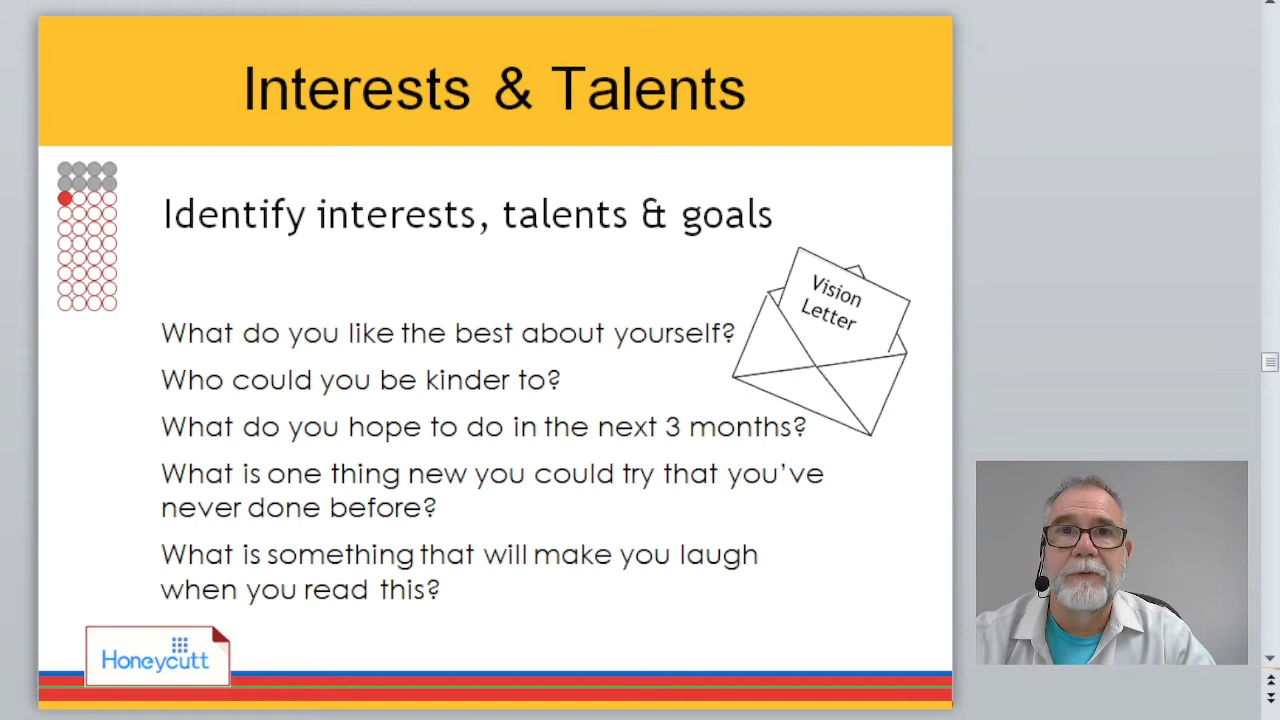 Interests & Talents
Identify interests, talents & goals
Vision
Letter
What do you like the best about yourself?
Who could you be kinder to?
What do you hope to do in the next 3 months?
What is one thing new you could try that you've
never done before?
What is something that will make you laugh
when you read this?
Honeycutt